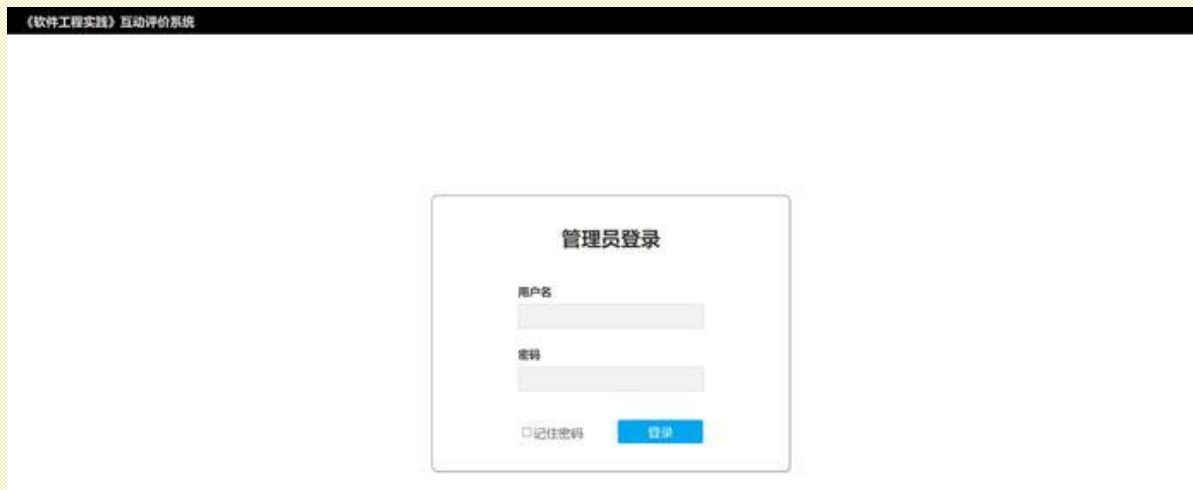 《软件工程实践》互动评价系统
管理员登录
用户名
密码
记住密码
登录